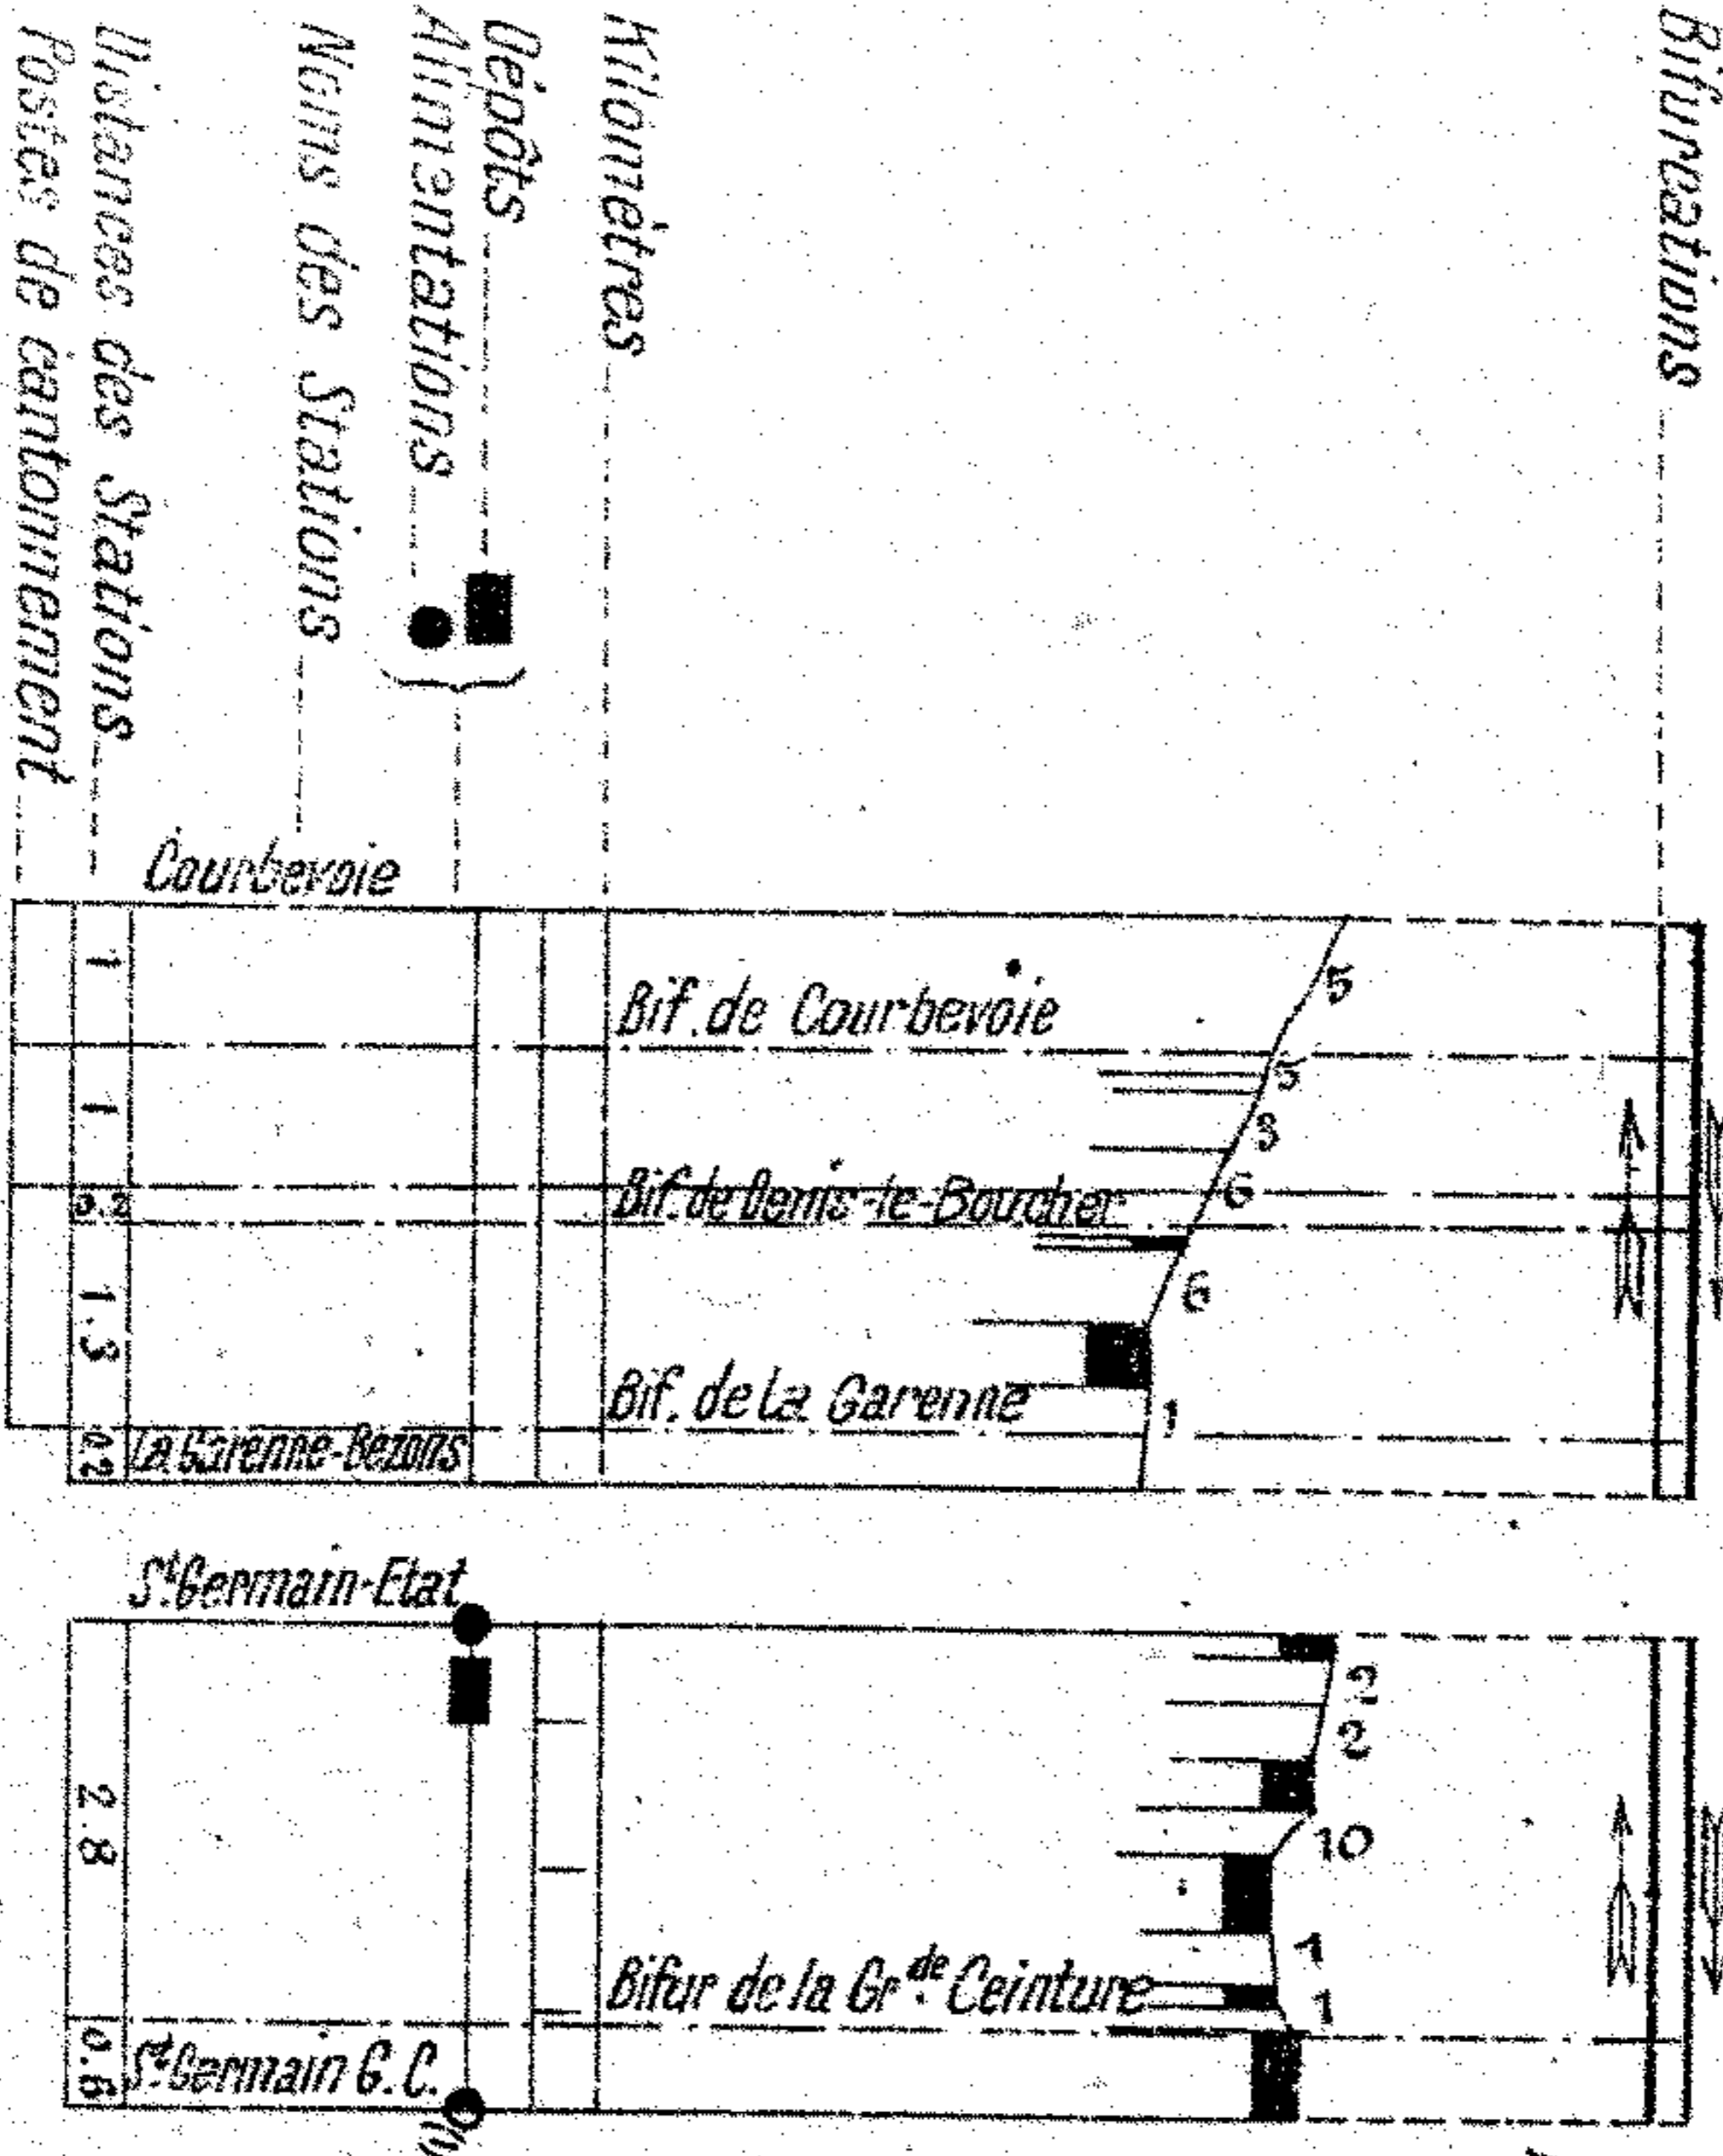 Bifurcations
Kilomètres
Dépôts
Alimentations
Noms des Stations
Distances des Stations
Postes de cantonnement
Courbevoie
1
1
0.2
1.3
0.2
Bif. de Courbevoie
Bif. de Denis-le-Boucher
Bif. de la Garenne
La Garenne-Bezons
5
5
3
6
6
1
St Germain-Etat
2.8
0.6
Bifur de la Grde Ceinture
St Germain G.C.
2
2
10
1
1